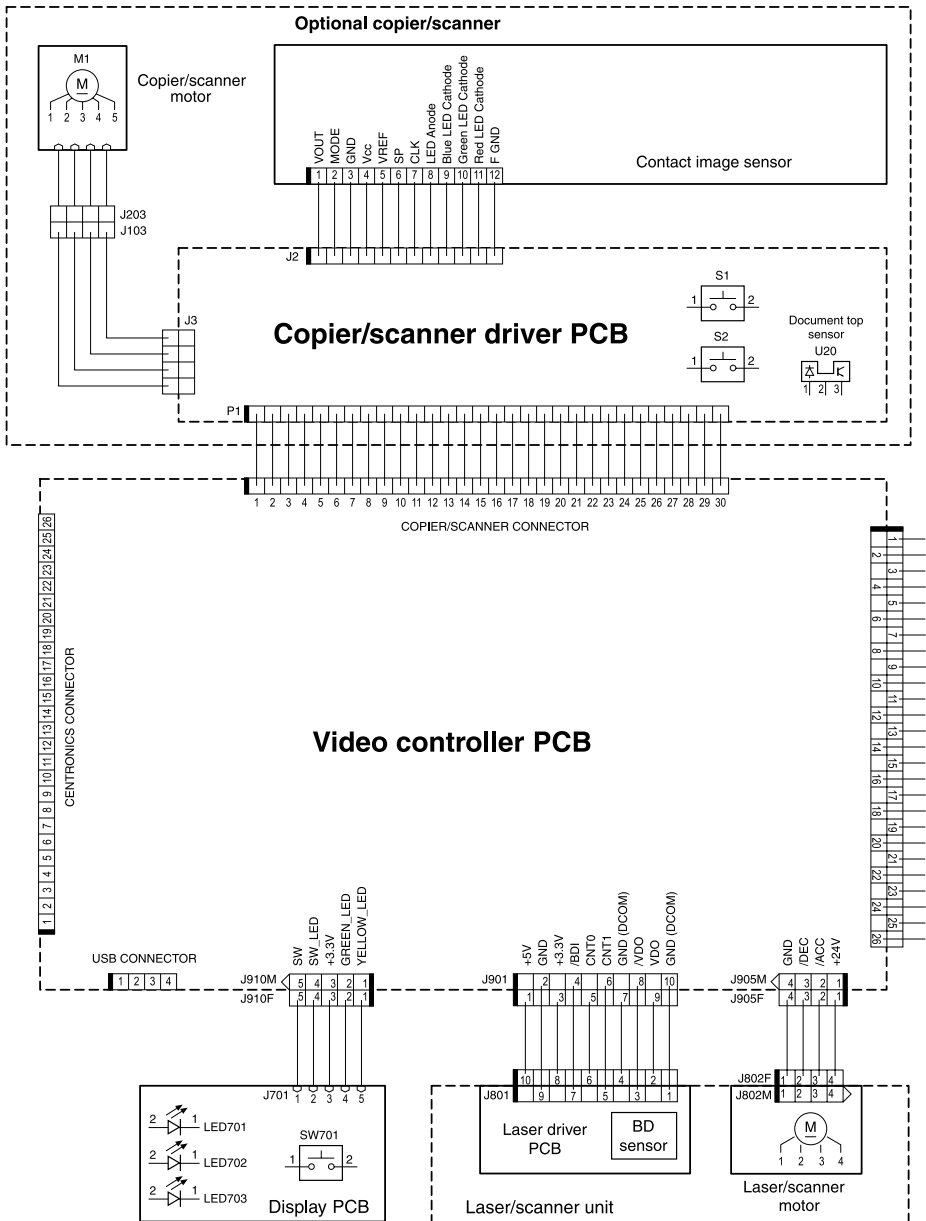 Optional copier/scanner
M1
M
1 2 3 4 5
Copier/scanner
motor
VOUT
MODE
GND
Vcc
VREF
SP
CLK
LED Anode
Blue LED Cathode
Green LED Cathode
Red LED Cathode
F GND
1 2 3 4 5 6 7 8 9 10 11 12
Contact image sensor
J203
J103
J2
J3
Copier/scanner driver PCB
S1
1 2
S2
1 2
Document top
sensor
U20
1 2 3
P1
1 2 3 4 5 6 7 8 9 10 11 12 13 14 15 16 17 18 19 20 21 22 23 24 25 26 27 28 29 30
COPIER/SCANNER CONNECTOR
1 2 3 4 5 6 7 8 9 10 11 12 13 14 15 16 17 18 19 20 21 22 23 24 25 26
CENTRONICS CONNECTOR
Video controller PCB
1 2 3 4 5 6 7 8 9 10 11 12 13 14 15 16 17 18 19 20 21 22 23 24 25 26
USB CONNECTOR
1 2 3 4
SW
SW_LED
+3.3V
GREEN_LED
YELLOW_LED
J910M
5 4 3 2 1
J910F
5 4 3 2 1
+5V
GND
+3.3V
/BDI
CNT0
CNT1
GND (DCOM)
/VDO
VDO
GND (DCOM)
J901
1 2 3 4 5 6 7 8 9 10
GND
/DEC
/ACC
+24V
J905M
4 3 2 1
J905F
4 3 2 1
J701
1 2 3 4 5
2 1 LED701
2 1 LED702
2 1 LED703
SW701
1 2
Display PCB
J801
10 9 8 7 6 5 4 3 2 1
Laser driver
PCB
BD
sensor
Laser/scanner unit
J802F
1 2 3 4
J802M
1 2 3 4
M
1 2 3 4
Laser/scanner
motor